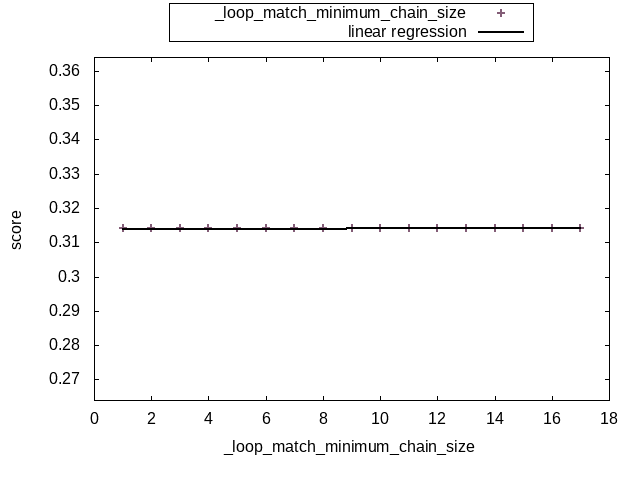 _loop_match_minimum_chain_size
linear regression
0.36
0.35
0.34
0.33
0.32
0.31
0.3
0.29
0.28
0.27
score
0 2 4 6 8 10 12 14 16 18
_loop_match_minimum_chain_size